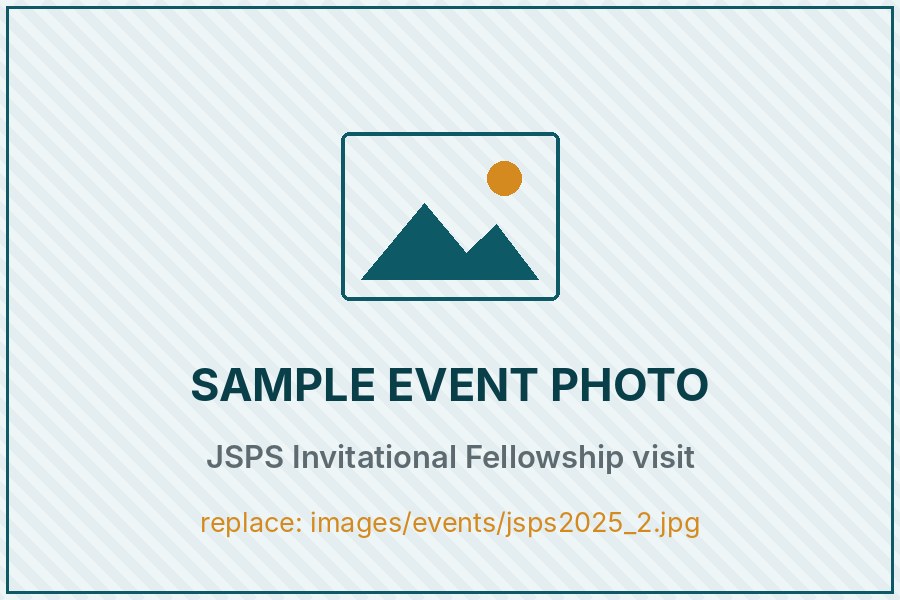 SAMPLE EVENT PHOTO
JSPS Invitational Fellowship visit
replace: images/events/jsps2025_2.jpg